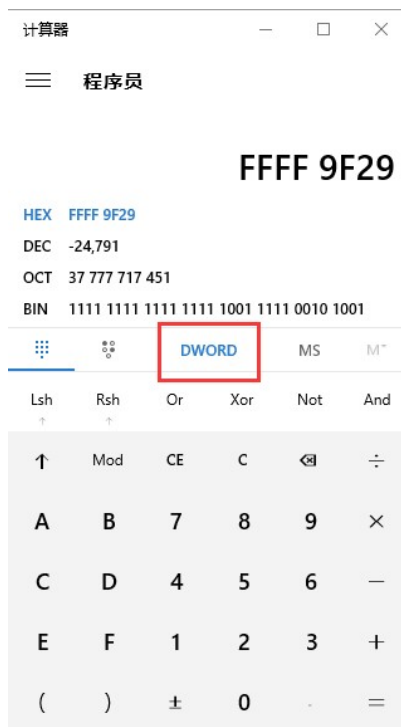 计算器
程序员
FFFF 9F29
HEX FFFF 9F29
DEC -24,791
OCT 37 777 717 451
BIN 1111 1111 1111 1111 1001 1111 0010 1001
DWORD MS M˅
Lsh Rsh Or Xor Not And
↑ ↑
↑ Mod CE C ⌫ ÷
A B 7 8 9 ×
C D 4 5 6 −
E F 1 2 3 +
( ) ± 0 . =